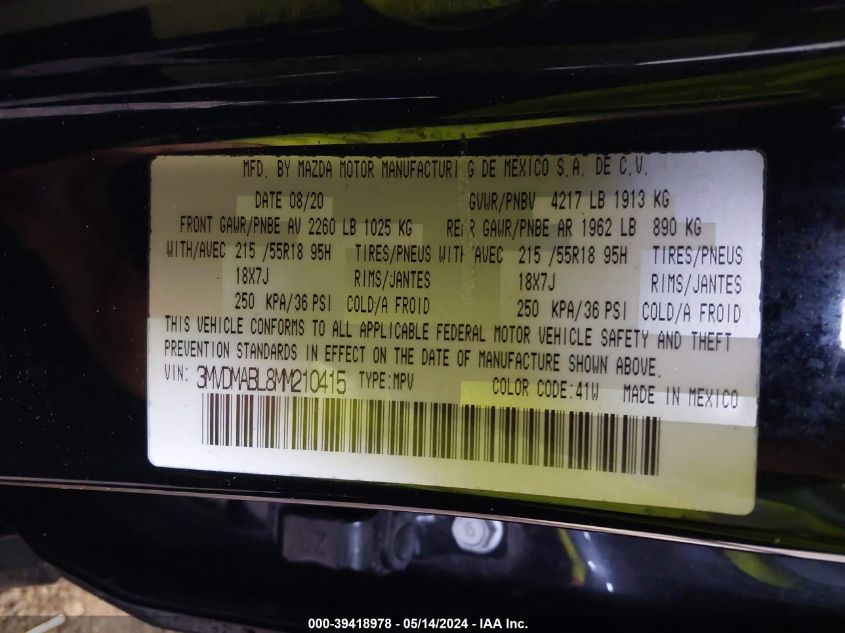 MFD. BY MAZDA MOTOR MANUFACTURI G DE MEXICO S.A. DE C.V.
DATE 08/20 GVWR/PNBV 4217 LB 1913 KG
FRONT GAWR/PNBE AV 2260 LB 1025 KG REAR GAWR/PNBE AR 1962 LB 890 KG
WITH/AVEC 215 /55R18 95H TIRES/PNEUS WITH/AVEC 215 /55R18 95H TIRES/PNEUS
18X7J RIMS/JANTES 18X7J RIMS/JANTES
250 KPA/36 PSI COLD/A FROID 250 KPA/36 PSI COLD/A FROID
THIS VEHICLE CONFORMS TO ALL APPLICABLE FEDERAL MOTOR VEHICLE SAFETY AND THEFT
PREVENTION STANDARDS IN EFFECT ON THE DATE OF MANUFACTURE SHOWN ABOVE.
VIN: 3MVDMABL8MM210415 TYPE:MPV COLOR CODE:41W MADE IN MEXICO
000-39418978 - 05/14/2024 - IAA Inc.